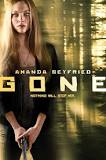 AMANDA SEYFRIED
GONE
NOTHING WILL STOP HER.